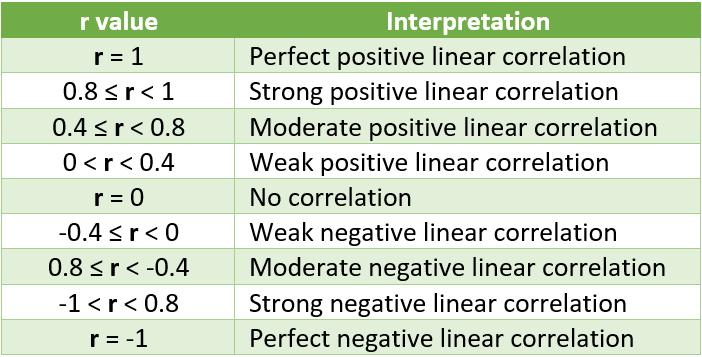 r value Interpretation
r = 1 Perfect positive linear correlation
0.8 ≤ r < 1 Strong positive linear correlation
0.4 ≤ r < 0.8 Moderate positive linear correlation
0 < r < 0.4 Weak positive linear correlation
r = 0 No correlation
-0.4 ≤ r < 0 Weak negative linear correlation
0.8 ≤ r < -0.4 Moderate negative linear correlation
-1 < r < 0.8 Strong negative linear correlation
r = -1 Perfect negative linear correlation